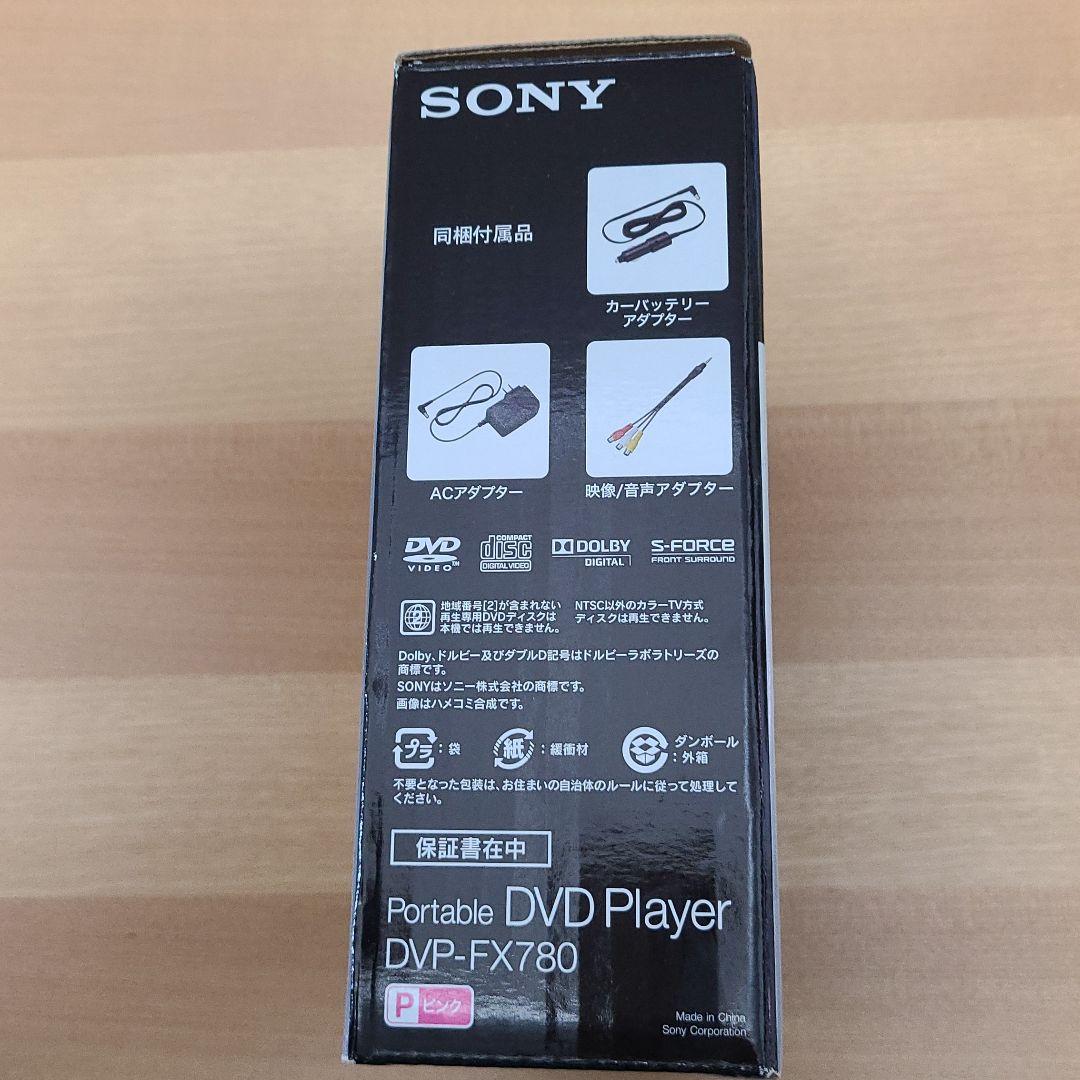 SONY
同梱付属品
カーバッテリー
アダプター
ACアダプター
映像/音声アダプター
DVD
VIDEO
COMPACT
disc
DIGITAL VIDEO
DOLBY
DIGITAL
S-FORCE
FRONT SURROUND
2
地域番号[2]が含まれない
再生専用DVDディスクは
本機では再生できません。
NTSC以外のカラーTV方式
ディスクは再生できません。
Dolby、ドルビー及びダブルD記号はドルビーラボラトリーズの
商標です。
SONYはソニー株式会社の商標です。
画像はハメコミ合成です。
プラ:袋
紙:緩衝材
ダンボール
:外箱
不要となった包装は、お住まいの自治体のルールに従って処理して
ください。
保証書在中
Portable DVD Player
DVP-FX780
P ピンク
Made in China
Sony Corporation